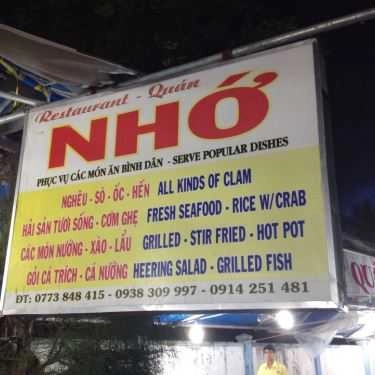 Restaurant - Quán
NHỚ
PHỤC VỤ CÁC MÓN ĂN BÌNH DÂN - SERVE POPULAR DISHES
NGHÊU - SÒ - ỐC - HẾN ALL KINDS OF CLAM
HẢI SẢN TƯƠI SỐNG - CƠM GHẸ FRESH SEAFOOD - RICE W/CRAB
CÁC MÓN NƯỚNG - XÀO - LẨU GRILLED - STIR FRIED - HOT POT
GỎI CÁ TRÍCH - CÁ NƯỚNG HEERING SALAD - GRILLED FISH
ĐT: 0773 848 415 - 0938 309 997 - 0914 251 481
QUÁ